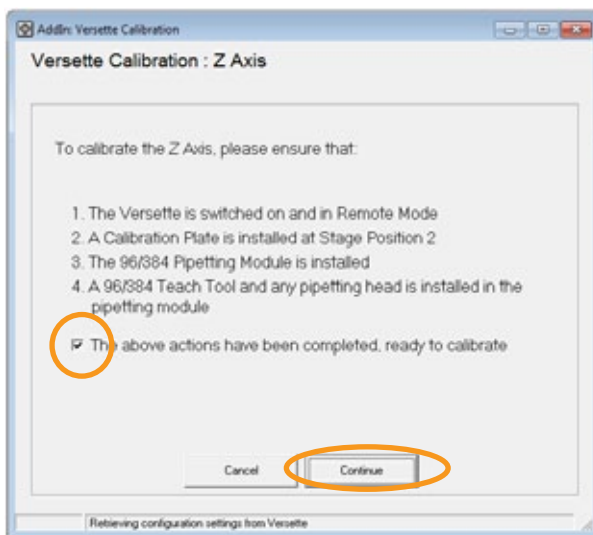 AddIn: Versette Calibration
Versette Calibration : Z Axis
To calibrate the Z Axis, please ensure that:
1. The Versette is switched on and in Remote Mode
2. A Calibration Plate is installed at Stage Position 2
3. The 96/384 Pipetting Module is installed
4. A 96/384 Teach Tool and any pipetting head is installed in the
pipetting module
The above actions have been completed, ready to calibrate
Cancel Continue
Retrieving configuration settings from Versette